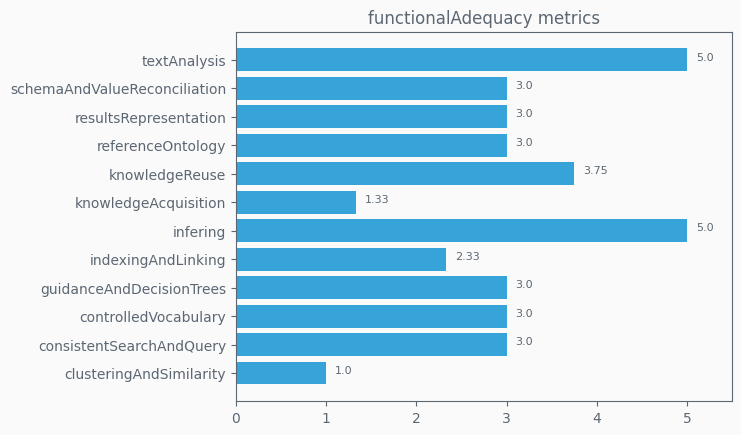 functionalAdequacy metrics
textAnalysis 5.0
schemaAndValueReconciliation 3.0
resultsRepresentation 3.0
referenceOntology 3.0
knowledgeReuse 3.75
knowledgeAcquisition 1.33
infering 5.0
indexingAndLinking 2.33
guidanceAndDecisionTrees 3.0
controlledVocabulary 3.0
consistentSearchAndQuery 3.0
clusteringAndSimilarity 1.0
0 1 2 3 4 5